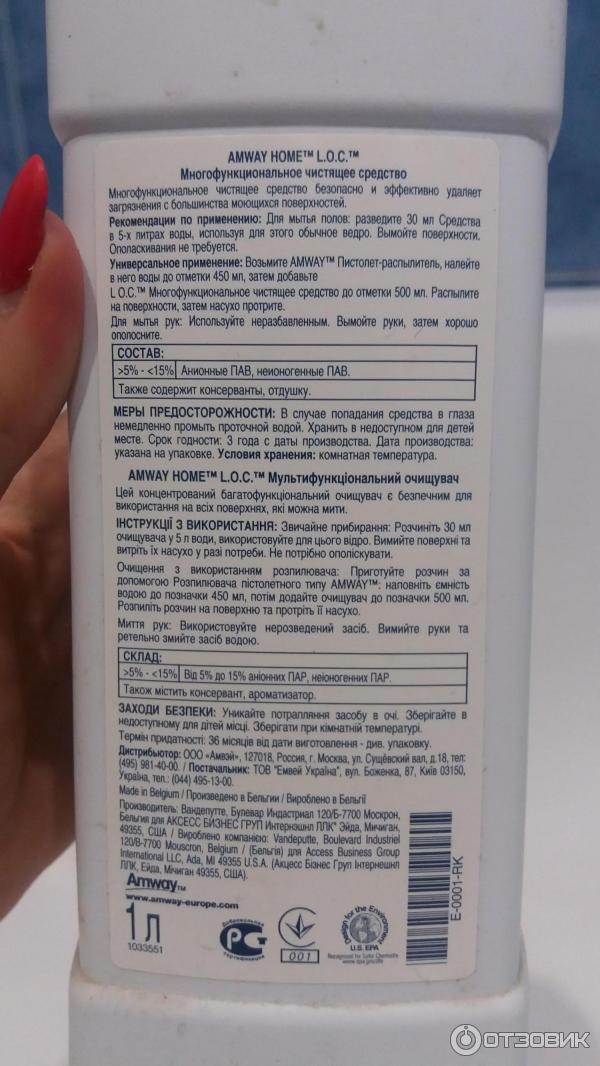 AMWAY HOME™ L.O.C.™
Многофункциональное чистящее средство
Многофункциональное чистящее средство безопасно и эффективно удаляет
загрязнения с большинства моющихся поверхностей.
Рекомендации по применению: Для мытья полов: разведите 30 мл Средства
в 5-х литрах воды, используя для этого обычное ведро. Вымойте поверхности.
Ополаскивания не требуется.
Универсальное применение: Возьмите AMWAY™ Пистолет-распылитель, налейте
в него воды до отметки 450 мл, затем добавьте
L O.C.™ Многофункциональное чистящее средство до отметки 500 мл. Распылите
на поверхности, затем насухо протрите.
Для мытья рук: Используйте неразбавленным. Вымойте руки, затем хорошо
ополосните.
СОСТАВ:
>5% - <15% Анионные ПАВ, неионогенные ПАВ.
Также содержит консерванты, отдушку.
МЕРЫ ПРЕДОСТОРОЖНОСТИ: В случае попадания средства в глаза
немедленно промыть проточной водой. Хранить в недоступном для детей
месте. Срок годности: 3 года с даты производства. Дата производства:
указана на упаковке. Условия хранения: комнатная температура.
AMWAY HOME™ L.O.C.™ Мультифункціональний очищувач
Цей концентрований багатофункціональний очищувач є безпечним для
використання на всіх поверхнях, які можна мити.
ІНСТРУКЦІЇ З ВИКОРИСТАННЯ: Звичайне прибирання: Розчиніть 30 мл
очищувача у 5 л води, використовуйте для цього відро. Вимийте поверхні та
витріть їх насухо у разі потреби. Не потрібно ополіскувати.
Очищення з використанням розпилювача: Приготуйте розчин за
допомогою Розпилювача пістолетного типу AMWAY™: наповніть ємність
водою до позначки 450 мл, потім додайте очищувач до позначки 500 мл.
Розпиліть розчин на поверхню та протріть її насухо.
Миття рук: Використовуйте нерозведений засіб. Вимийте руки та
ретельно змийте засіб водою.
СКЛАД:
>5% - <15% Від 5% до 15% аніонних ПАР, неіоногенних ПАР.
Також містить консервант, ароматизатор.
ЗАХОДИ БЕЗПЕКИ: Уникайте потрапляння засобу в очі. Зберігайте в
недоступному для дітей місці. Зберігати при кімнатній температурі.
Термін придатності: 36 місяців від дати виготовлення - див. упаковку.
Дистрибьютор: ООО «Амвэй», 127018, Россия, г. Москва, ул. Сущёвский вал, д.18, тел:
(495) 981-40-00. / Постачальник: ТОВ "Емвей Україна", вул. Боженка, 87, Київ 03150,
Україна, тел.: (044) 495-13-00.
Made in Belgium / Произведено в Бельгии / Вироблено в Бельгії
Производитель: Вандепутте, Булевар Индастриал 120/Б-7700 Москрон,
Бельгия для АКСЕСС БИЗНЕС ГРУП Интернэшнл ЛЛК" Эйда, Мичиган,
49355, США / Вироблено компанією: Vandeputte, Boulevard Industriel
120/B-7700 Mouscron, Belgium / (Бельгія) для Access Business Group
International LLC, Ada, MI 49355 U.S.A. (Акцесс Бізнес Груп Інтернешнл
ЛЛК, Ейда, Мичіган 49355, США).
Amway™
www.amway-europe.com
1 л
1033551
Добровольная
РСТ
сертификация
001
Design for the Environment
U.S. EPA
Recognized for Safer Chemistry
www.epa.gov/dfe
E-0001-RK
ОТЗОВИК